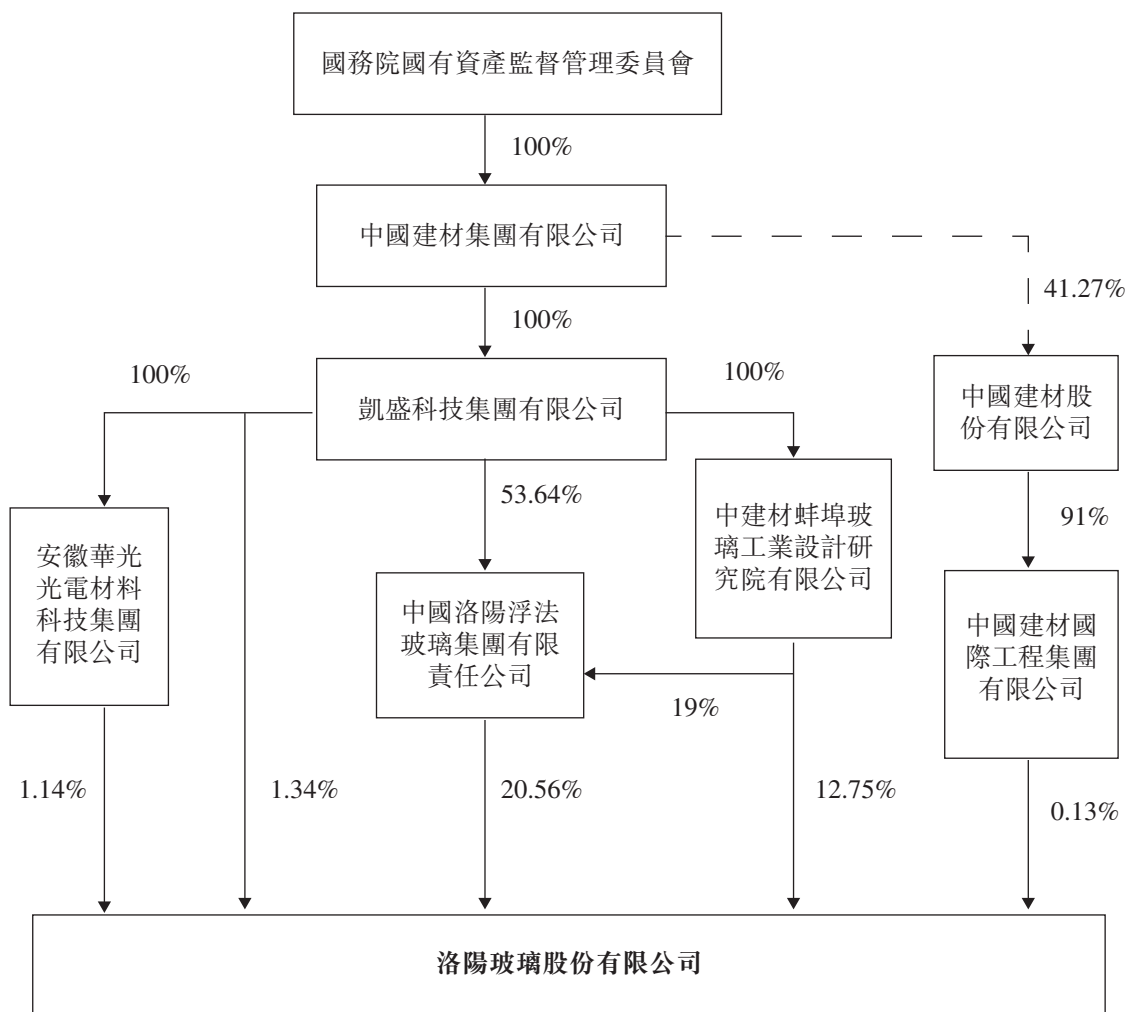 國務院國有資產監督管理委員會
100%
中國建材集團有限公司
41.27%
100%
100%
凱盛科技集團有限公司
100%
中國建材股
份有限公司
53.64%
91%
安徽華光
光電材料
科技集團
有限公司
中國洛陽浮法
玻璃集團有限
責任公司
中建材蚌埠玻
璃工業設計研
究院有限公司
中國建材國
際工程集團
有限公司
19%
1.14%
1.34%
20.56%
12.75%
0.13%
洛陽玻璃股份有限公司